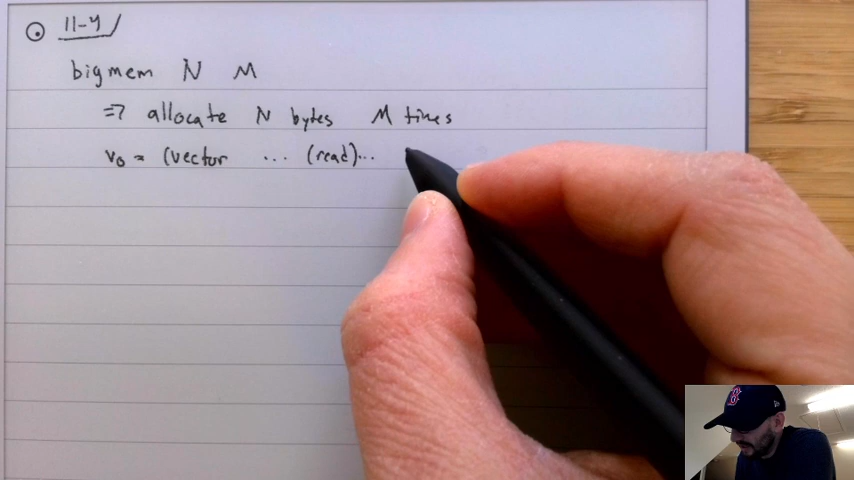 11-4
bigmem N M
=> allocate N bytes M times
v0 = (vector ... (read)...